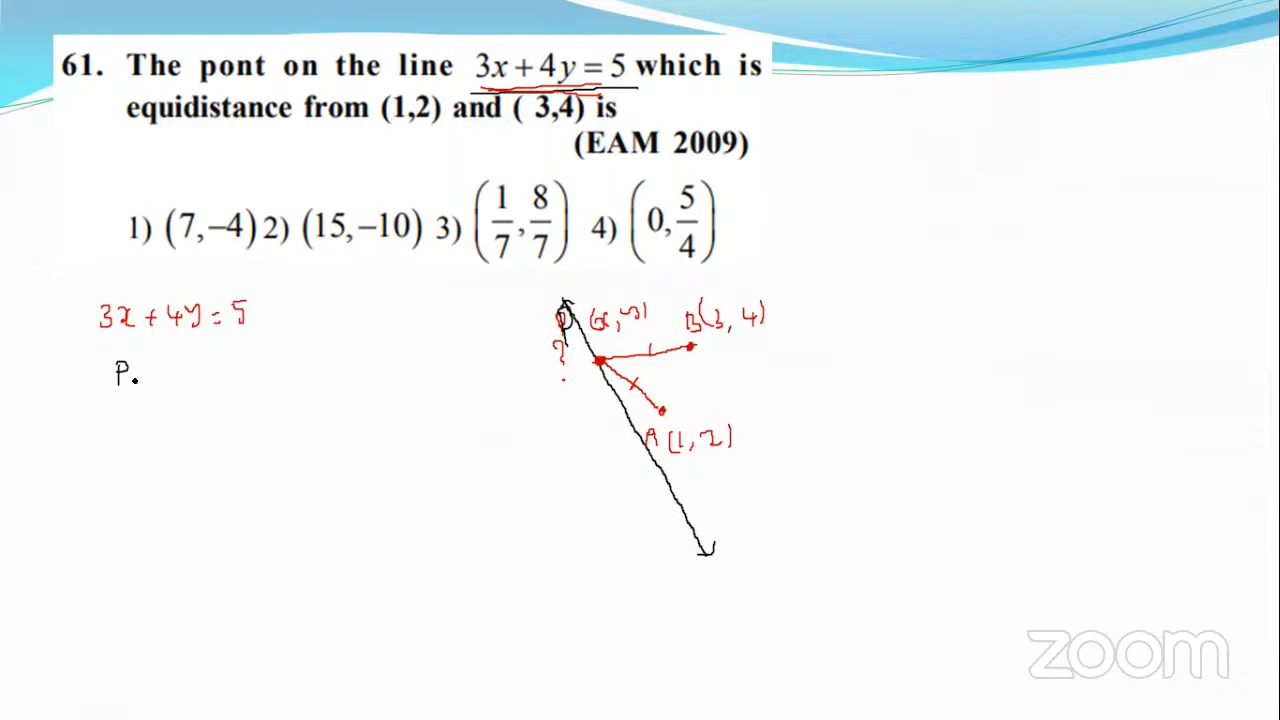 61. The pont on the line 3x + 4y = 5 which is
equidistance from (1,2) and ( 3,4) is
(EAM 2009)
1) (7,−4) 2) (15,−10) 3) (1/7, 8/7) 4) (0, 5/4)
3x + 4y = 5
P (x, y) B(3, 4)
P
?
A (1, 2)
zoom